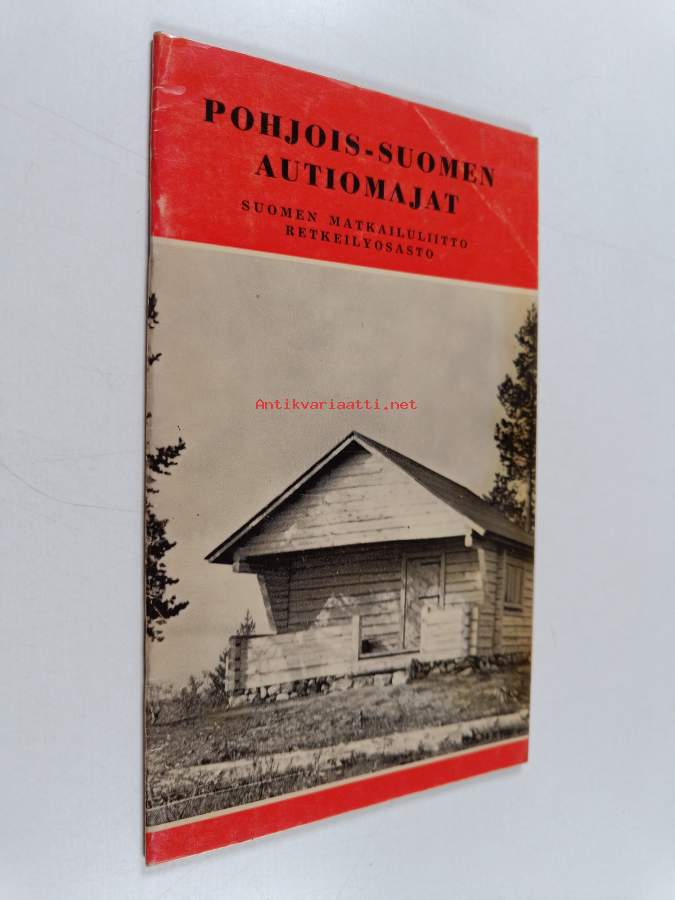 POHJOIS-SUOMEN
AUTIOMAJAT
SUOMEN MATKAILULIITTO
RETKEILYOSASTO
Antikvariaatti.net